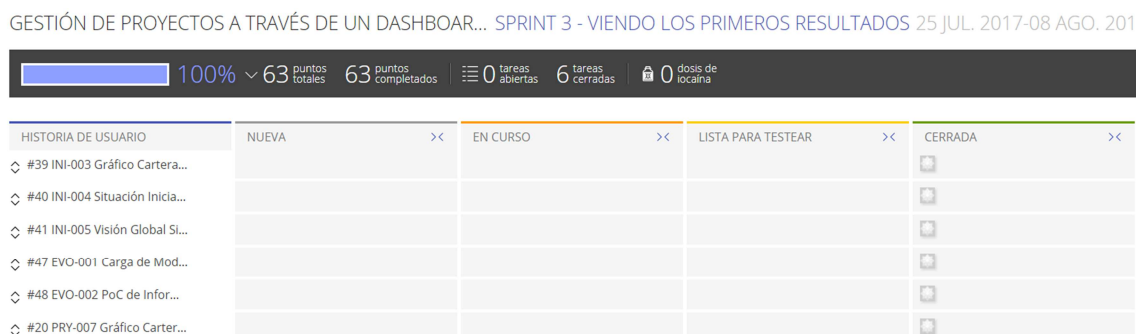 GESTIÓN DE PROYECTOS A TRAVÉS DE UN DASHBOAR... SPRINT 3 - VIENDO LOS PRIMEROS RESULTADOS 25 JUL. 2017-08 AGO. 201
100% 63 puntos totales 63 puntos completados 0 tareas abiertas 6 tareas cerradas 0 dosis de iocaína
HISTORIA DE USUARIO NUEVA EN CURSO LISTA PARA TESTEAR CERRADA
#39 INI-003 Gráfico Cartera...
#40 INI-004 Situación Inicia...
#41 INI-005 Visión Global Si...
#47 EVO-001 Carga de Mod...
#48 EVO-002 PoC de Infor...
#20 PRY-007 Gráfico Carter...